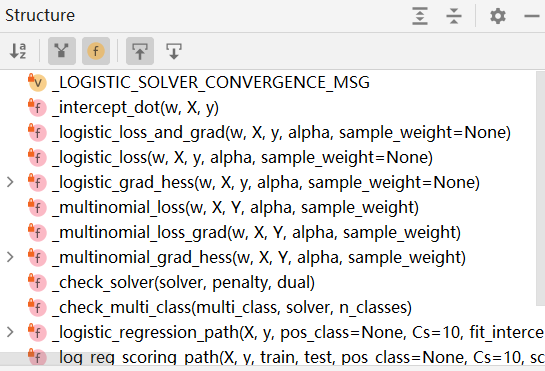 Structure
_LOGISTIC_SOLVER_CONVERGENCE_MSG
_intercept_dot(w, X, y)
_logistic_loss_and_grad(w, X, y, alpha, sample_weight=None)
_logistic_loss(w, X, y, alpha, sample_weight=None)
_logistic_grad_hess(w, X, y, alpha, sample_weight=None)
_multinomial_loss(w, X, Y, alpha, sample_weight)
_multinomial_loss_grad(w, X, Y, alpha, sample_weight)
_multinomial_grad_hess(w, X, Y, alpha, sample_weight)
_check_solver(solver, penalty, dual)
_check_multi_class(multi_class, solver, n_classes)
_logistic_regression_path(X, y, pos_class=None, Cs=10, fit_interce
_log_reg_scoring_path(X, y, train, test, pos_class=None, Cs=10, sc